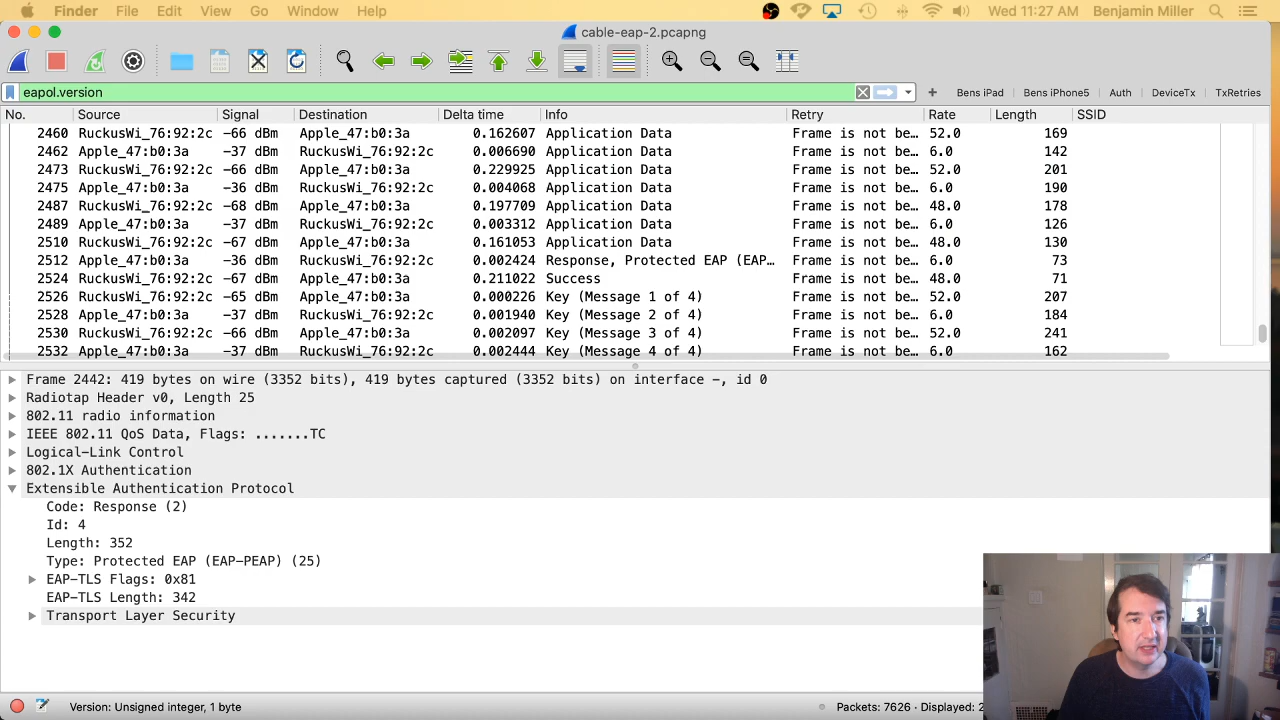 Finder File Edit View Go Window Help Wed 11:27 AM Benjamin Miller
cable-eap-2.pcapng
eapol.version + Bens iPad Bens iPhone5 Auth DeviceTx TxRetries
No. Source Signal Destination Delta time Info Retry Rate Length SSID
2460 RuckusWi_76:92:2c -66 dBm Apple_47:b0:3a 0.162607 Application Data Frame is not be… 52.0 169
2462 Apple_47:b0:3a -37 dBm RuckusWi_76:92:2c 0.006690 Application Data Frame is not be… 6.0 142
2473 RuckusWi_76:92:2c -66 dBm Apple_47:b0:3a 0.229925 Application Data Frame is not be… 52.0 201
2475 Apple_47:b0:3a -36 dBm RuckusWi_76:92:2c 0.004068 Application Data Frame is not be… 6.0 190
2487 RuckusWi_76:92:2c -68 dBm Apple_47:b0:3a 0.197709 Application Data Frame is not be… 48.0 178
2489 Apple_47:b0:3a -37 dBm RuckusWi_76:92:2c 0.003312 Application Data Frame is not be… 6.0 126
2510 RuckusWi_76:92:2c -67 dBm Apple_47:b0:3a 0.161053 Application Data Frame is not be… 48.0 130
2512 Apple_47:b0:3a -36 dBm RuckusWi_76:92:2c 0.002424 Response, Protected EAP (EAP… Frame is not be… 6.0 73
2524 RuckusWi_76:92:2c -67 dBm Apple_47:b0:3a 0.211022 Success Frame is not be… 48.0 71
2526 RuckusWi_76:92:2c -65 dBm Apple_47:b0:3a 0.000226 Key (Message 1 of 4) Frame is not be… 52.0 207
2528 Apple_47:b0:3a -37 dBm RuckusWi_76:92:2c 0.001940 Key (Message 2 of 4) Frame is not be… 6.0 184
2530 RuckusWi_76:92:2c -66 dBm Apple_47:b0:3a 0.002097 Key (Message 3 of 4) Frame is not be… 52.0 241
2532 Apple_47:b0:3a -37 dBm RuckusWi_76:92:2c 0.002444 Key (Message 4 of 4) Frame is not be… 6.0 162
Frame 2442: 419 bytes on wire (3352 bits), 419 bytes captured (3352 bits) on interface -, id 0
Radiotap Header v0, Length 25
802.11 radio information
IEEE 802.11 QoS Data, Flags: .......TC
Logical-Link Control
802.1X Authentication
Extensible Authentication Protocol
Code: Response (2)
Id: 4
Length: 352
Type: Protected EAP (EAP-PEAP) (25)
EAP-TLS Flags: 0x81
EAP-TLS Length: 342
Transport Layer Security
Version: Unsigned integer, 1 byte Packets: 7626 · Displayed: